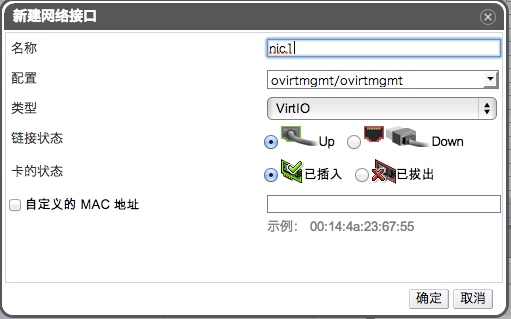 新建网络接口
名称 nic1
配置 ovirtmgmt/ovirtmgmt
类型 VirtIO
链接状态 Up Down
卡的状态 已插入 已拔出
自定义的 MAC 地址
示例: 00:14:4a:23:67:55
确定 取消